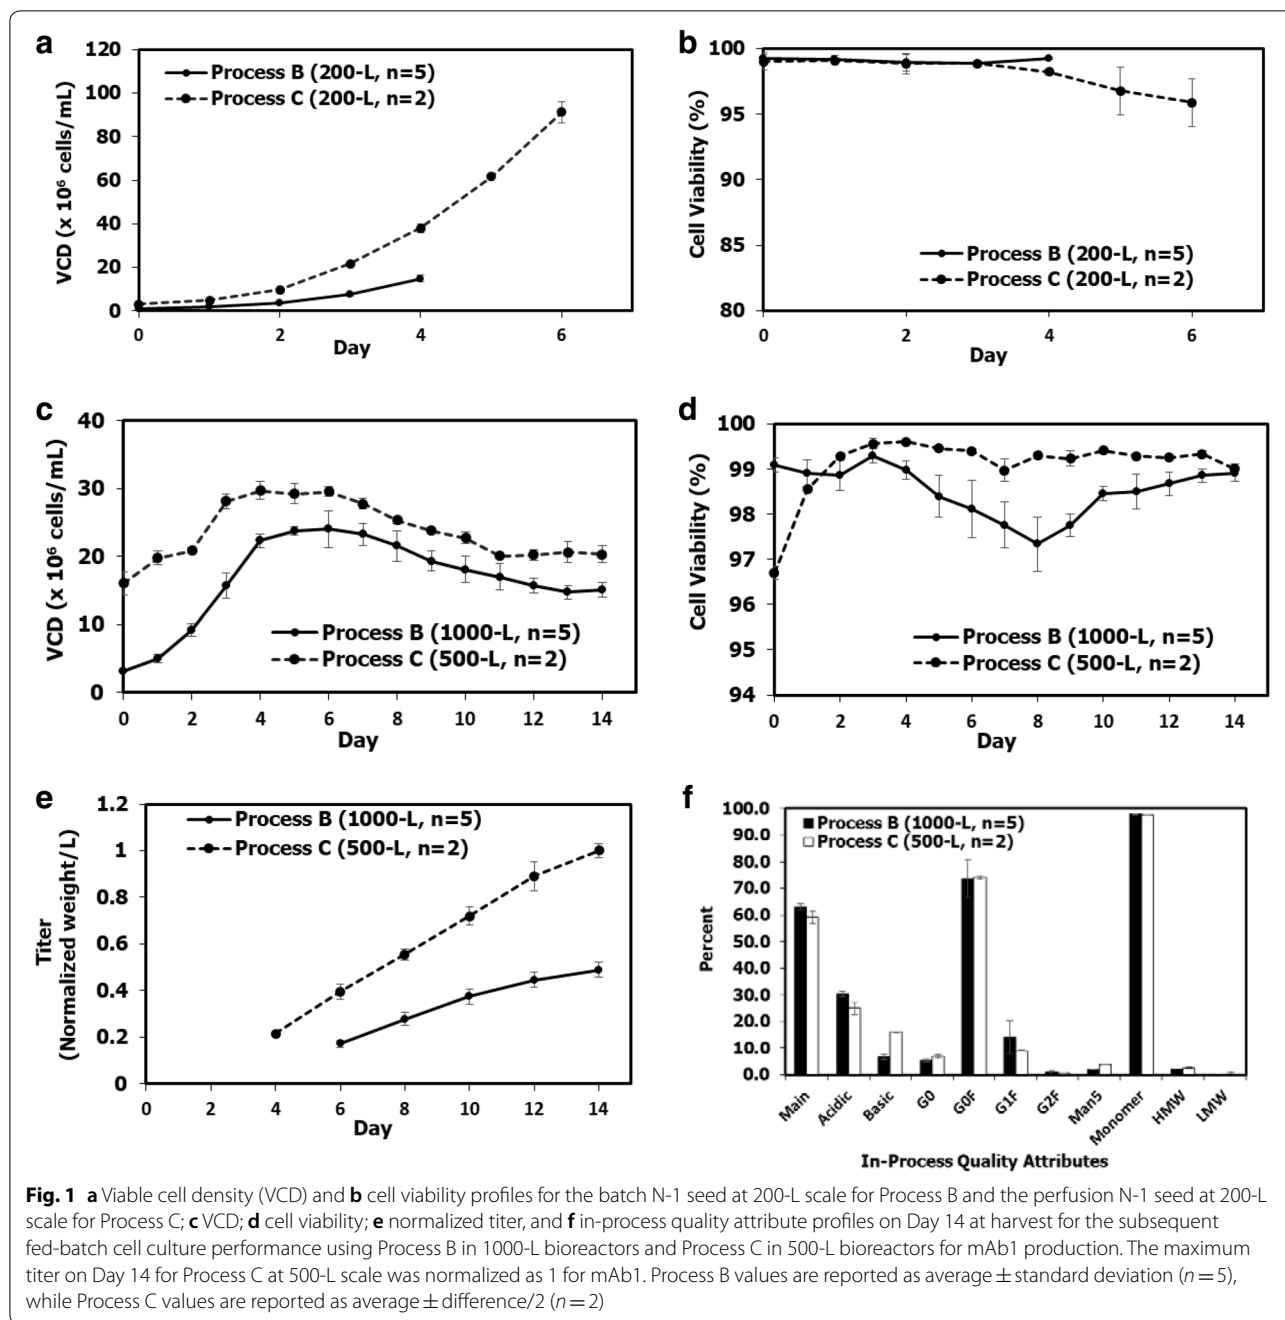 a
120
100
80
60
40
20
0
VCD (x 10⁶ cells/mL)
Process B (200-L, n=5)
Process C (200-L, n=2)
0 2 4 6
Day
b
100
95
90
85
80
Cell Viability (%)
Process B (200-L, n=5)
Process C (200-L, n=2)
0 2 4 6
Day
c
40
30
20
10
0
VCD (x 10⁶ cells/mL)
Process B (1000-L, n=5)
Process C (500-L, n=2)
0 2 4 6 8 10 12 14
Day
d
100
99
98
97
96
95
94
Cell Viability (%)
Process B (1000-L, n=5)
Process C (500-L, n=2)
0 2 4 6 8 10 12 14
Day
e
1.2
1
0.8
0.6
0.4
0.2
0
Titer
(Normalized weight/L)
Process B (1000-L, n=5)
Process C (500-L, n=2)
0 2 4 6 8 10 12 14
Day
f
100.0
90.0
80.0
70.0
60.0
50.0
40.0
30.0
20.0
10.0
0.0
Percent
Process B (1000-L, n=5)
Process C (500-L, n=2)
Main Acidic Basic G0 G0F G1F G2F Man5 Monomer HMW LMW
In-Process Quality Attributes
Fig. 1 a Viable cell density (VCD) and b cell viability profiles for the batch N-1 seed at 200-L scale for Process B and the perfusion N-1 seed at 200-L
scale for Process C; c VCD; d cell viability; e normalized titer, and f in-process quality attribute profiles on Day 14 at harvest for the subsequent
fed-batch cell culture performance using Process B in 1000-L bioreactors and Process C in 500-L bioreactors for mAb1 production. The maximum
titer on Day 14 for Process C at 500-L scale was normalized as 1 for mAb1. Process B values are reported as average ± standard deviation (n = 5),
while Process C values are reported as average ± difference/2 (n = 2)